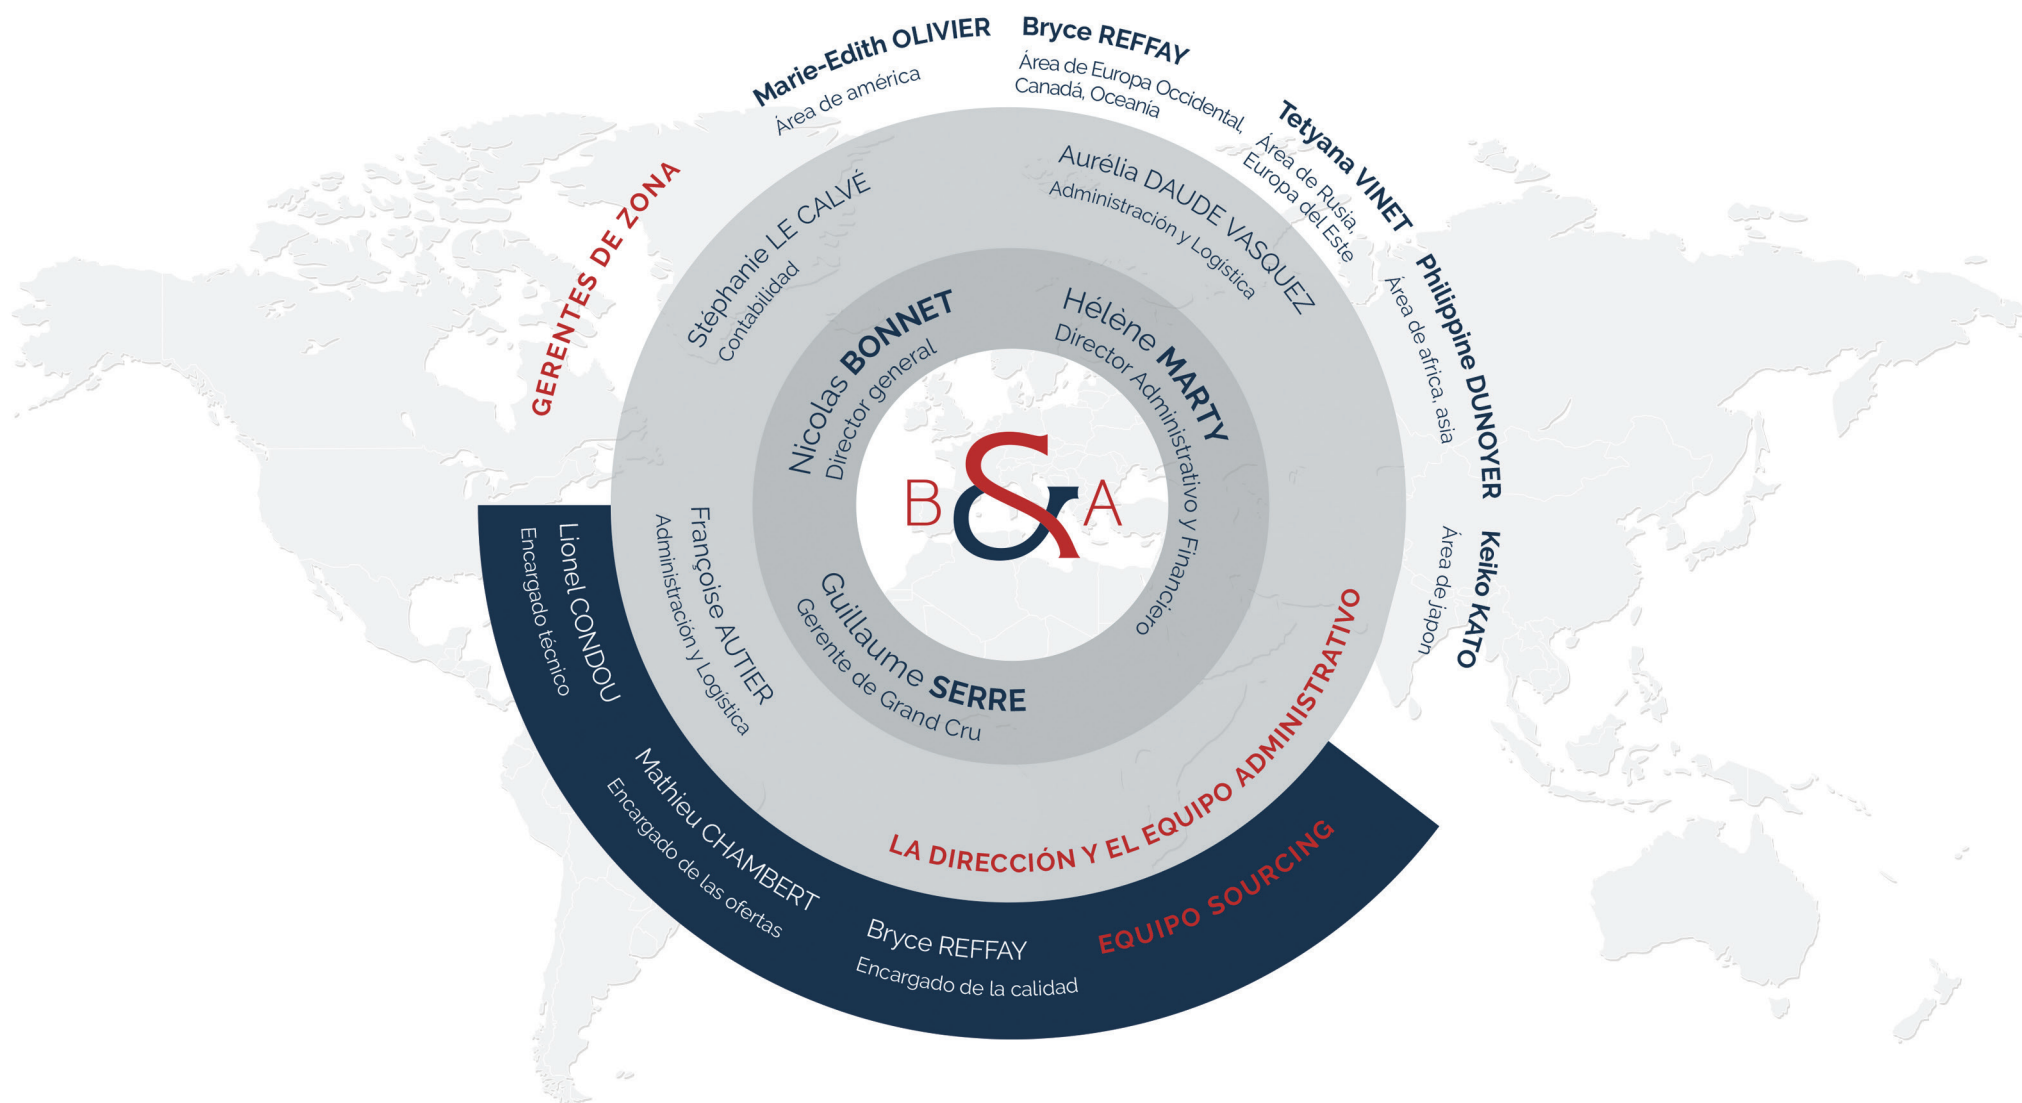 GERENTES DE ZONA
Marie-Edith OLIVIER
Área de américa
Bryce REFFAY
Área de Europa Occidental,
Canadá, Oceanía
Tetyana VINET
Área de Rusia,
Europa del Este
Philippine DUNOYER
Área de africa, asia
Keiko KATO
Área de japon
Stéphanie LE CALVÉ
Contabilidad
Aurélia DAUDE VASQUEZ
Administración y Logística
Françoise AUTIER
Administración y Logística
LA DIRECCIÓN Y EL EQUIPO ADMINISTRATIVO
Nicolas BONNET
Director general
Hélène MARTY
Director Administrativo y Financiero
Guillaume SERRE
Gerente de Grand Cru
B&A
Lionel CONDOU
Encargado técnico
Mathieu CHAMBERT
Encargado de las ofertas
Bryce REFFAY
Encargado de la calidad
EQUIPO SOURCING